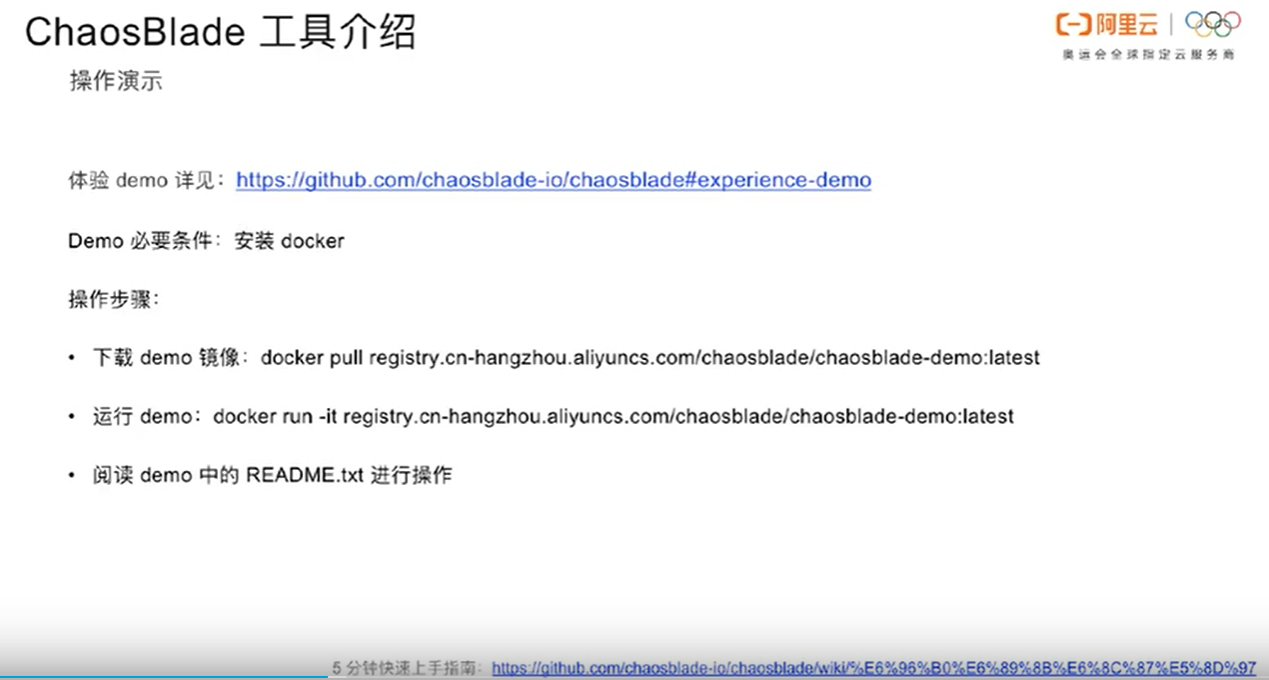 ChaosBlade 工具介绍
阿里云
奥运会全球指定云服务商
操作演示
体验 demo 详见：https://github.com/chaosblade-io/chaosblade#experience-demo
Demo 必要条件：安装 docker
操作步骤：
• 下载 demo 镜像：docker pull registry.cn-hangzhou.aliyuncs.com/chaosblade/chaosblade-demo:latest
• 运行 demo：docker run -it registry.cn-hangzhou.aliyuncs.com/chaosblade/chaosblade-demo:latest
• 阅读 demo 中的 README.txt 进行操作
5 分钟快速上手指南：https://github.com/chaosblade-io/chaosblade/wiki/%E6%96%B0%E6%89%8B%E6%8C%87%E5%8D%97